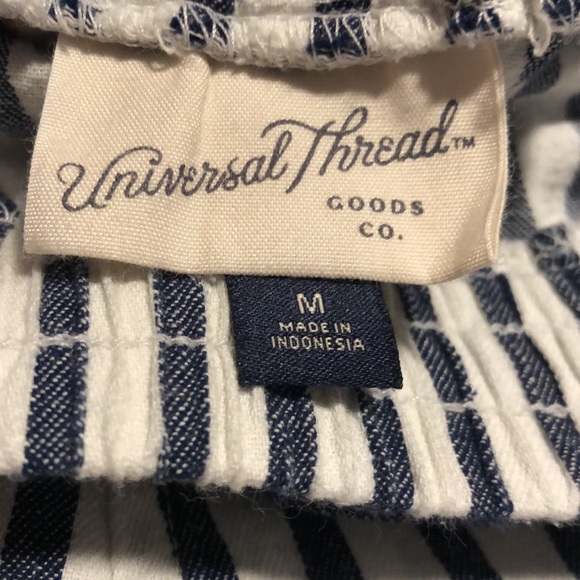 Universal Thread™
GOODS
CO.
M
MADE IN
INDONESIA